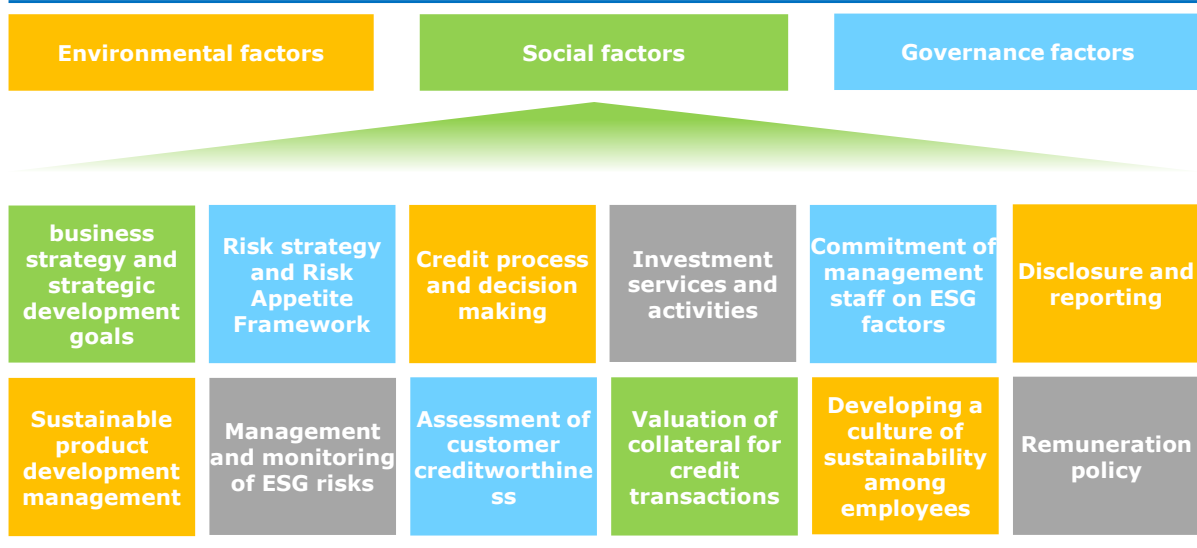 Environmental factors
Social factors
Governance factors
business
strategy and
strategic
development
goals
Risk strategy
and Risk
Appetite
Framework
Credit process
and decision
making
Investment
services and
activities
Commitment of
management
staff on ESG
factors
Disclosure and
reporting
Sustainable
product
development
management
Management
and monitoring
of ESG risks
Assessment of
customer
creditworthine
ss
Valuation of
collateral for
credit
transactions
Developing a
culture of
sustainability
among
employees
Remuneration
policy